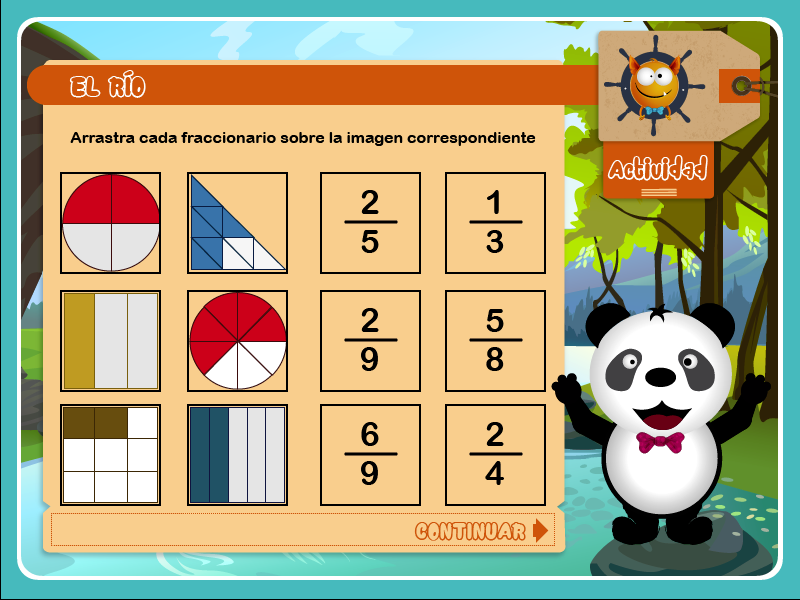 EL RÍO
Actividad
Arrastra cada fraccionario sobre la imagen correspondiente
2/5 1/3
2/9 5/8
6/9 2/4
CONTINUAR